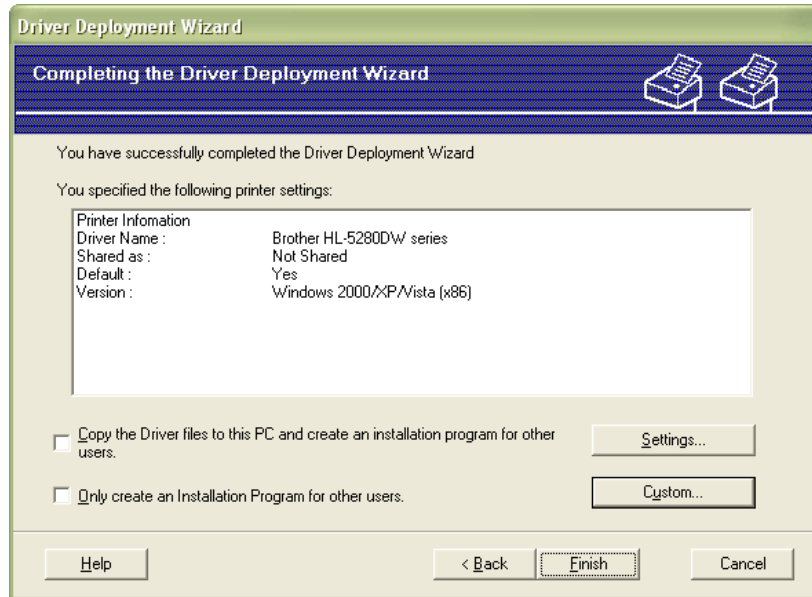 Driver Deployment Wizard
Completing the Driver Deployment Wizard
You have successfully completed the Driver Deployment Wizard
You specified the following printer settings:
Printer Infomation
Driver Name : Brother HL-5280DW series
Shared as : Not Shared
Default : Yes
Version : Windows 2000/XP/Vista (x86)
Copy the Driver files to this PC and create an installation program for other
users.
Settings...
Only create an Installation Program for other users.
Custom...
Help
< Back
Finish
Cancel